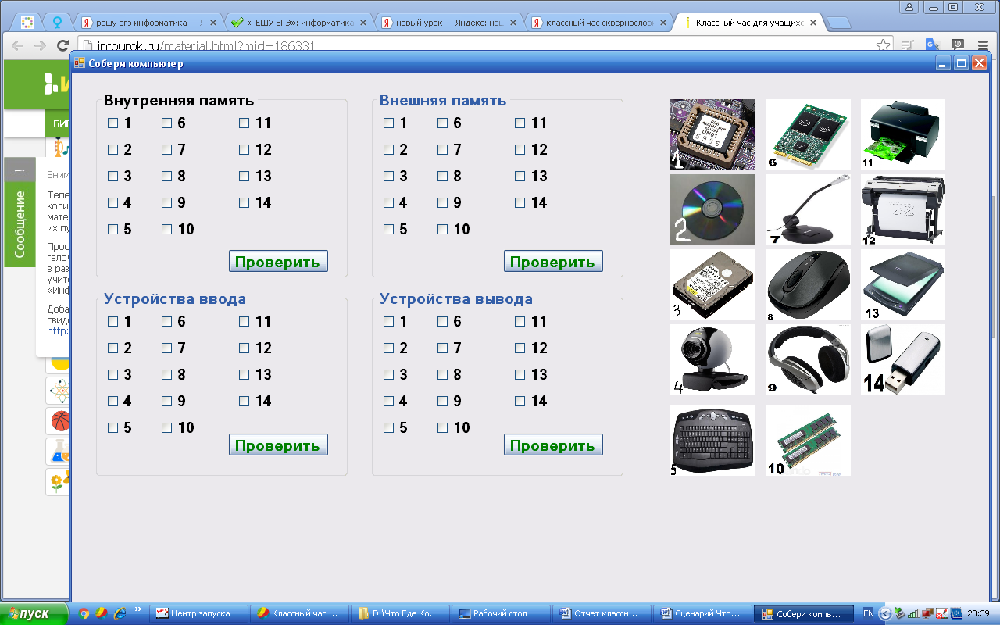 решу егэ информатика — Я
«РЕШУ ЕГЭ»: информатика
новый урок — Яндекс: наш
классный час сквернослови
Классный час для учащихс
infourok.ru/material.html?mid=186331
Собери компьютер
БИБ
!
Сообщение
Вним
Тепе
коли
мате
их пу
Прос
галоч
в раз
учит
«Инф
Доба
свид
http:
Внутренняя память
1 6 11
2 7 12
3 8 13
4 9 14
5 10
Проверить
Внешняя память
1 6 11
2 7 12
3 8 13
4 9 14
5 10
Проверить
Устройства ввода
1 6 11
2 7 12
3 8 13
4 9 14
5 10
Проверить
Устройства вывода
1 6 11
2 7 12
3 8 13
4 9 14
5 10
Проверить
UN01
5986
1
6
11
2
7
12
3
8
13
4
9
14
5
10
пуск
Центр запуска
Классный час ...
D:\Что Где Ко...
Рабочий стол
Отчет классн...
Сценарий Что...
Собери компь...
EN
20:39